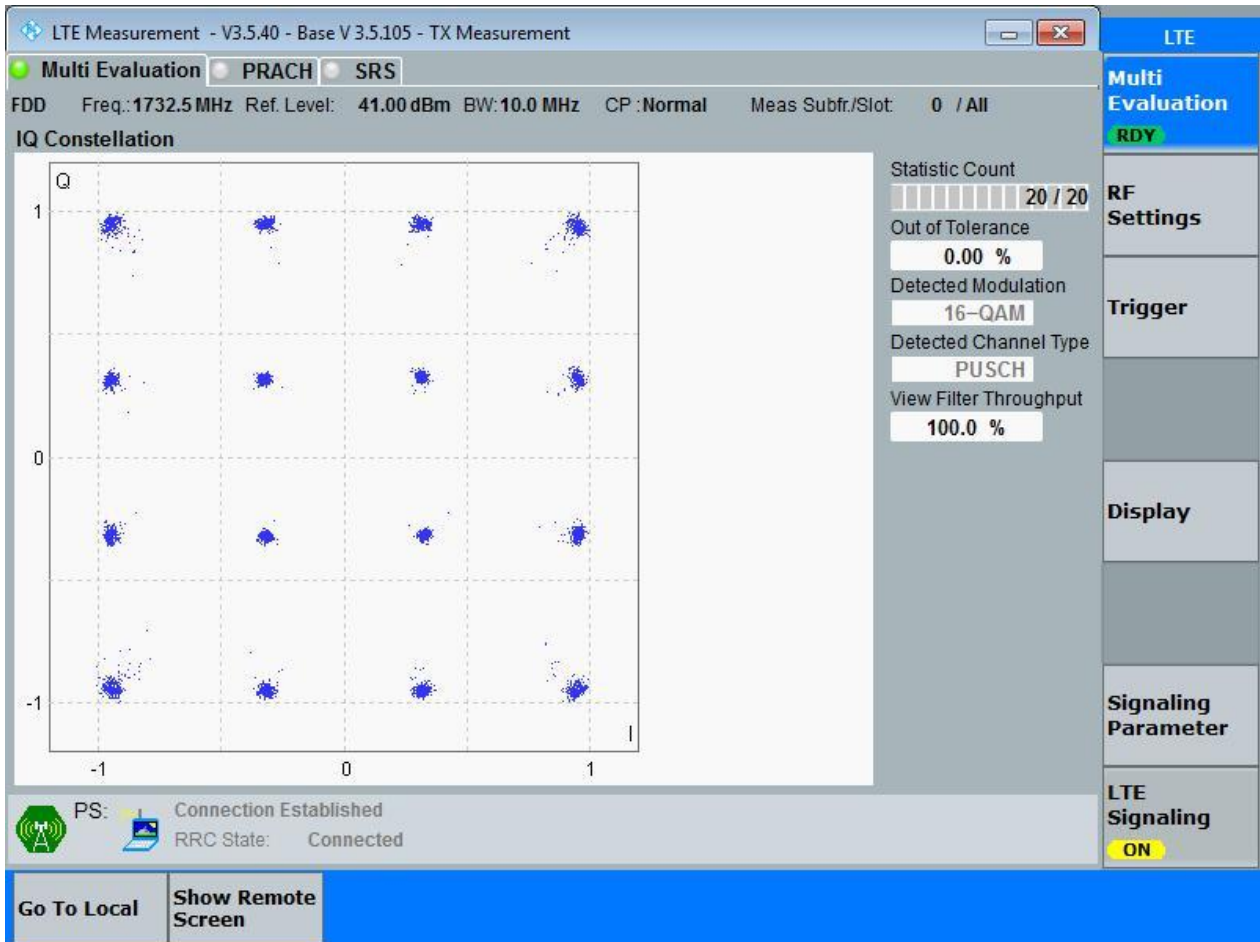 LTE Measurement - V3.5.40 - Base V 3.5.105 - TX Measurement
LTE
Multi Evaluation PRACH SRS
Multi
Evaluation
RDY
FDD Freq.: 1732.5 MHz Ref. Level: 41.00 dBm BW: 10.0 MHz CP : Normal Meas Subfr./Slot: 0 / All
IQ Constellation
Q
1
0
-1
I
-1 0 1
Statistic Count
20 / 20
Out of Tolerance
0.00 %
Detected Modulation
16-QAM
Detected Channel Type
PUSCH
View Filter Throughput
100.0 %
RF
Settings
Trigger
Display
Signaling
Parameter
LTE
Signaling
ON
PS: Connection Established
RRC State: Connected
Go To Local
Show Remote
Screen